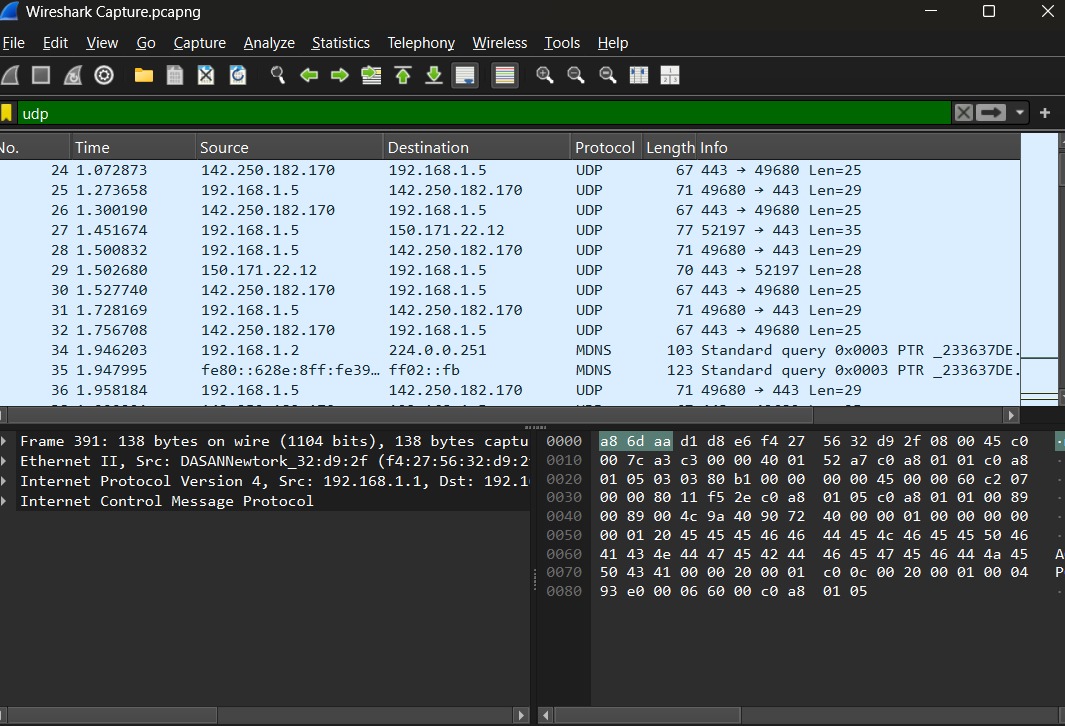 Wireshark Capture.pcapng
File Edit View Go Capture Analyze Statistics Telephony Wireless Tools Help
udp
No. Time Source Destination Protocol Length Info
24 1.072873 142.250.182.170 192.168.1.5 UDP 67 443 → 49680 Len=25
25 1.273658 192.168.1.5 142.250.182.170 UDP 71 49680 → 443 Len=29
26 1.300190 142.250.182.170 192.168.1.5 UDP 67 443 → 49680 Len=25
27 1.451674 192.168.1.5 150.171.22.12 UDP 77 52197 → 443 Len=35
28 1.500832 192.168.1.5 142.250.182.170 UDP 71 49680 → 443 Len=29
29 1.502680 150.171.22.12 192.168.1.5 UDP 70 443 → 52197 Len=28
30 1.527740 142.250.182.170 192.168.1.5 UDP 67 443 → 49680 Len=25
31 1.728169 192.168.1.5 142.250.182.170 UDP 71 49680 → 443 Len=29
32 1.756708 142.250.182.170 192.168.1.5 UDP 67 443 → 49680 Len=25
34 1.946203 192.168.1.2 224.0.0.251 MDNS 103 Standard query 0x0003 PTR _233637DE.
35 1.947995 fe80::628e:8ff:fe39… ff02::fb MDNS 123 Standard query 0x0003 PTR _233637DE.
36 1.958184 192.168.1.5 142.250.182.170 UDP 71 49680 → 443 Len=29
Frame 391: 138 bytes on wire (1104 bits), 138 bytes captu
Ethernet II, Src: DASANNewtork_32:d9:2f (f4:27:56:32:d9:2
Internet Protocol Version 4, Src: 192.168.1.1, Dst: 192.16
Internet Control Message Protocol
0000 a8 6d aa d1 d8 e6 f4 27 56 32 d9 2f 08 00 45 c0
0010 00 7c a3 c3 00 00 40 01 52 a7 c0 a8 01 01 c0 a8
0020 01 05 03 03 80 b1 00 00 00 00 45 00 00 60 c2 07
0030 00 00 80 11 f5 2e c0 a8 01 05 c0 a8 01 01 00 89
0040 00 89 00 4c 9a 40 90 72 40 00 00 01 00 00 00 00
0050 00 01 20 45 45 45 46 46 44 45 4c 46 45 45 50 46
0060 41 43 4e 44 47 45 42 44 46 45 47 45 46 44 4a 45
0070 50 43 41 00 00 20 00 01 c0 0c 00 20 00 01 00 04
0080 93 e0 00 06 60 00 c0 a8 01 05